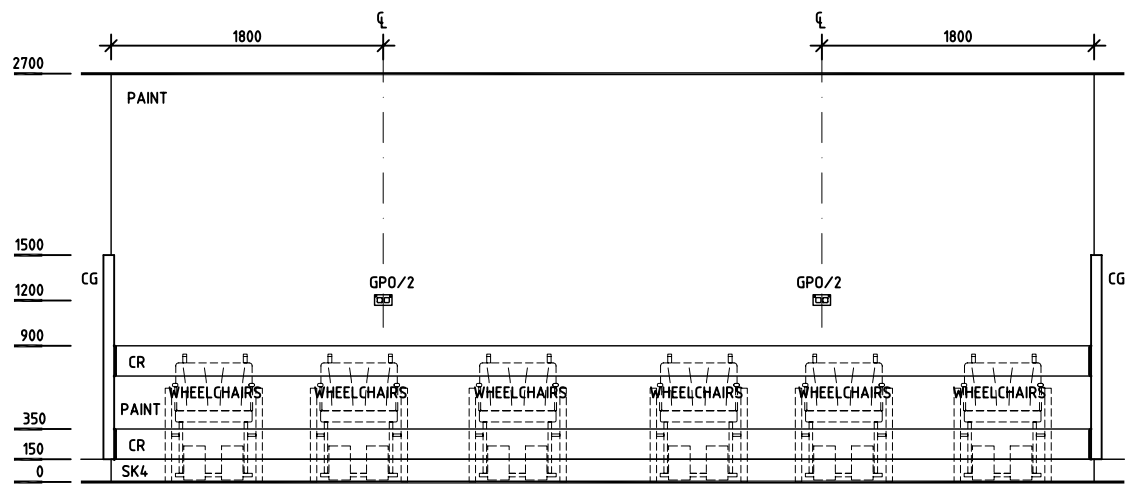 ℄ ℄
1800 1800
2700
PAINT
1500
CG CG
GPO/2 GPO/2
1200
900
CR
WHEELCHAIRS WHEELCHAIRS WHEELCHAIRS WHEELCHAIRS WHEELCHAIRS WHEELCHAIRS
PAINT
350
CR
150
0
SK4